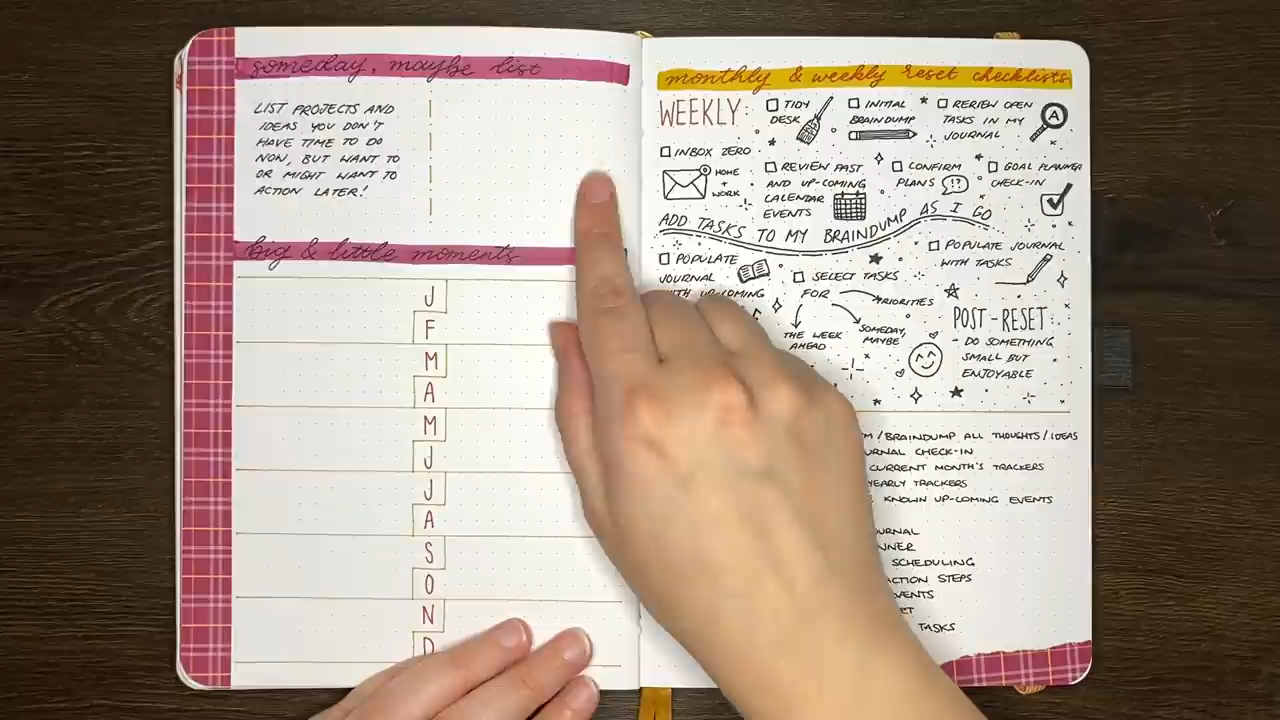 someday, maybe list
LIST PROJECTS AND
IDEAS YOU DON'T
HAVE TIME TO DO
NOW, BUT WANT TO
OR MIGHT WANT TO
ACTION LATER!
big & little moments
J
F
M
A
M
J
J
A
S
O
N
D
monthly & weekly reset checklists
WEEKLY:
TIDY
DESK
INITIAL
BRAINDUMP
REVIEW OPEN
TASKS IN MY
JOURNAL
A
INBOX ZERO
HOME
+
WORK
REVIEW PAST
AND UP-COMING
CALENDAR
EVENTS
CONFIRM
PLANS
!?
GOAL PLANNER
CHECK-IN
ADD TASKS TO MY BRAINDUMP AS I GO
POPULATE
JOURNAL
WITH UP-COMING
SELECT TASKS
FOR
PRIORITIES
THE WEEK
AHEAD
SOMEDAY,
MAYBE
POPULATE JOURNAL
WITH TASKS
POST-RESET:
- DO SOMETHING
SMALL BUT
ENJOYABLE
/BRAINDUMP ALL THOUGHTS/IDEAS
CHECK-IN
CURRENT MONTH'S TRACKERS
YEARLY TRACKERS
KNOWN UP-COMING EVENTS
SCHEDULING
STEPS
TASKS